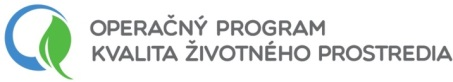 OPERAČNÝ PROGRAM
KVALITA ŽIVOTNÉHO PROSTREDIA